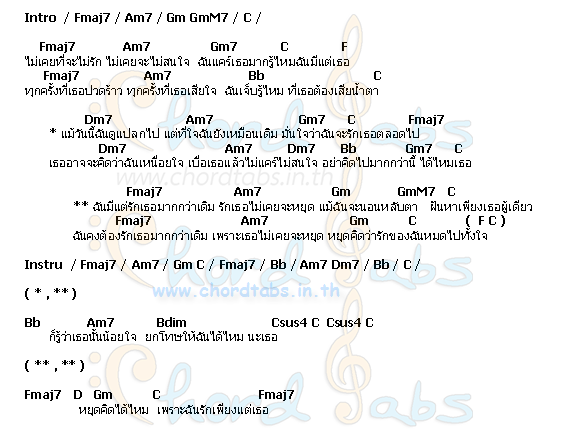 Intro / Fmaj7 / Am7 / Gm GmM7 / C /
Fmaj7 Am7 Gm7 C F
ไม่เคยที่จะไม่รัก ไม่เคยจะไม่สนใจ ฉันแคร์เธอมากรู้ไหมฉันมีแต่เธอ
Fmaj7 Am7 Bb C
ทุกครั้งที่เธอปวดร้าว ทุกครั้งที่เธอเสียใจ ฉันเจ็บรู้ไหม ที่เธอต้องเสียน้ำตา
Dm7 Am7 Gm7 C Fmaj7
* แม้วันนี้ฉันดูแปลกไป แต่ที่ใจฉันยังเหมือนเดิม มั่นใจว่าฉันจะรักเธอตลอดไป
Dm7 Am7 Dm7 Bb Gm7 C
เธออาจจะคิดว่าฉันเหนื่อยใจ เบื่อเธอแล้วไม่แคร์ไม่สนใจ อย่าคิดไปมากกว่านี้ ได้ไหมเธอ
www.chordtabs.in.th
Fmaj7 Am7 Gm GmM7 C
** ฉันมีแต่รักเธอมากกว่าเดิม รักเธอไม่เคยจะหยุด แม้ฉันจะนอนหลับตา ฝันหาเพียงเธอผู้เดียว
Fmaj7 Am7 Gm C ( F C )
ฉันคงต้องรักเธอมากกว่าเดิม เพราะเธอไม่เคยจะหยุด หยุดคิดว่ารักของฉันหมดไปทั้งใจ
Instru / Fmaj7 / Am7 / Gm C / Fmaj7 / Bb / Am7 Dm7 / Bb / C /
( * , ** )
www.chordtabs.in.th
Bb Am7 Bdim Csus4 C Csus4 C
ก็รู้ว่าเธอนั้นน้อยใจ ยกโทษให้ฉันได้ไหม นะเธอ
( ** , ** )
Fmaj7 D Gm C Fmaj7
หยุดคิดได้ไหม เพราะฉันรักเพียงแต่เธอ
Chord Tabs